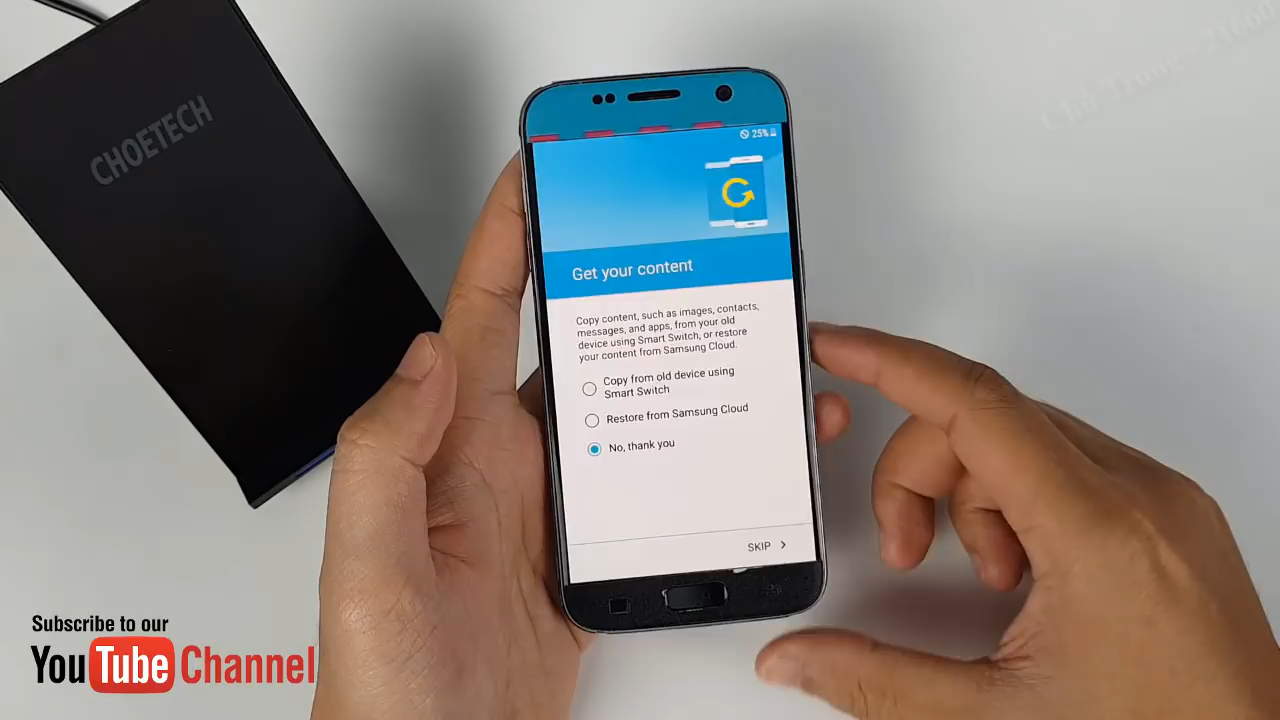 CHOETECH
25%
Get your content
Copy content, such as images, contacts,
messages, and apps, from your old
device using Smart Switch, or restore
your content from Samsung Cloud.
Copy from old device using
Smart Switch
Restore from Samsung Cloud
No, thank you
SKIP
Subscribe to our
YouTube Channel